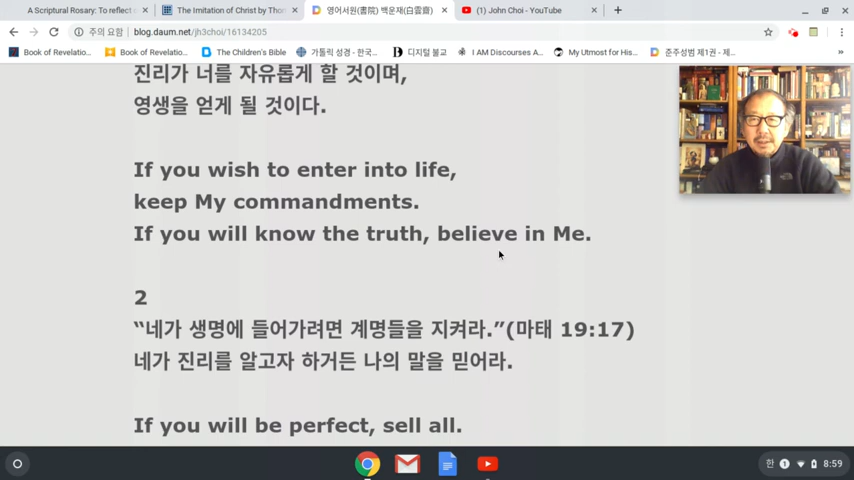 A Scriptural Rosary: To reflect
The Imitation of Christ by Tho
영어서원(書院) 백운재(白雲齋)
(1) John Choi - YouTube
주의 요함
blog.daum.net/jh3choi/16134205
Book of Revelatio...
Book of Revelatio...
The Children's Bible
가톨릭 성경 - 한국...
디지털 불교
I AM Discourses A...
My Utmost for His...
준주성범 제1권 - 제...
진리가 너를 자유롭게 할 것이며,
영생을 얻게 될 것이다.
If you wish to enter into life,
keep My commandments.
If you will know the truth, believe in Me.
2
“네가 생명에 들어가려면 계명들을 지켜라.”(마태 19:17)
네가 진리를 알고자 하거든 나의 말을 믿어라.
If you will be perfect, sell all.
한
1
8:59